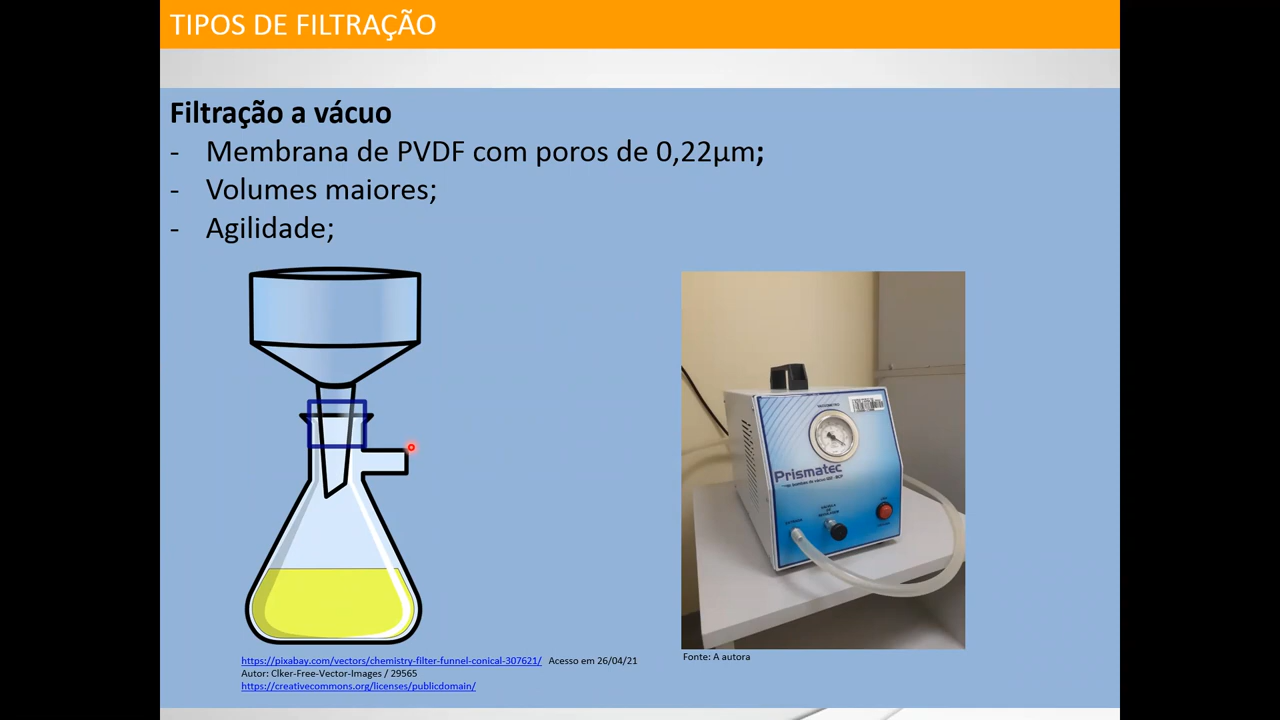 TIPOS DE FILTRAÇÃO
Filtração a vácuo
- Membrana de PVDF com poros de 0,22µm;
- Volumes maiores;
- Agilidade;
Prismatec
https://pixabay.com/vectors/chemistry-filter-funnel-conical-307621/ Acesso em 26/04/21
Autor: Clker-Free-Vector-Images / 29565
https://creativecommons.org/licenses/publicdomain/
Fonte: A autora